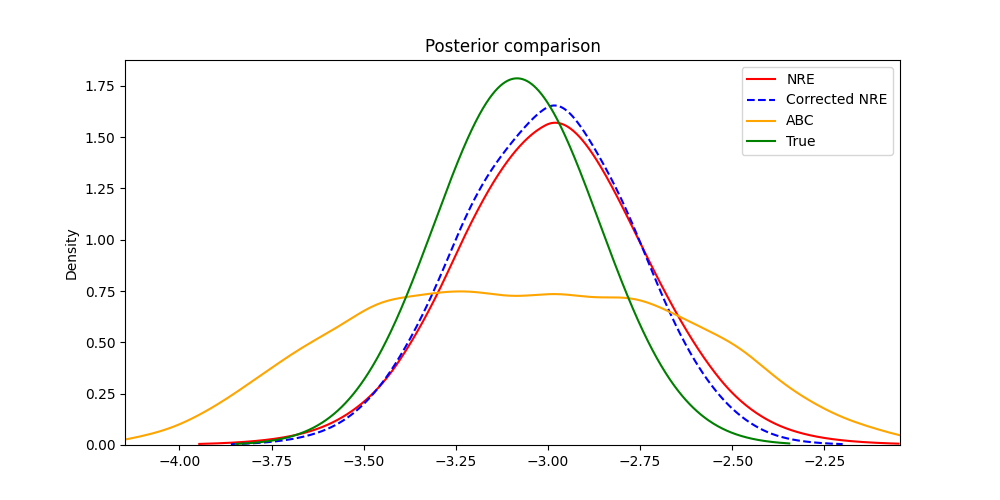 Posterior comparison
NRE
Corrected NRE
ABC
True
Density
1.75
1.50
1.25
1.00
0.75
0.50
0.25
0.00
−4.00 −3.75 −3.50 −3.25 −3.00 −2.75 −2.50 −2.25